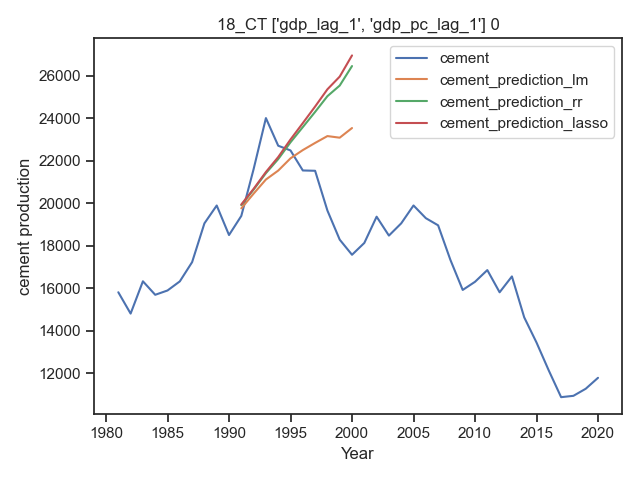 18_CT ['gdp_lag_1', 'gdp_pc_lag_1'] 0
cement
cement_prediction_lm
cement_prediction_rr
cement_prediction_lasso
cement production
26000
24000
22000
20000
18000
16000
14000
12000
1980 1985 1990 1995 2000 2005 2010 2015 2020
Year